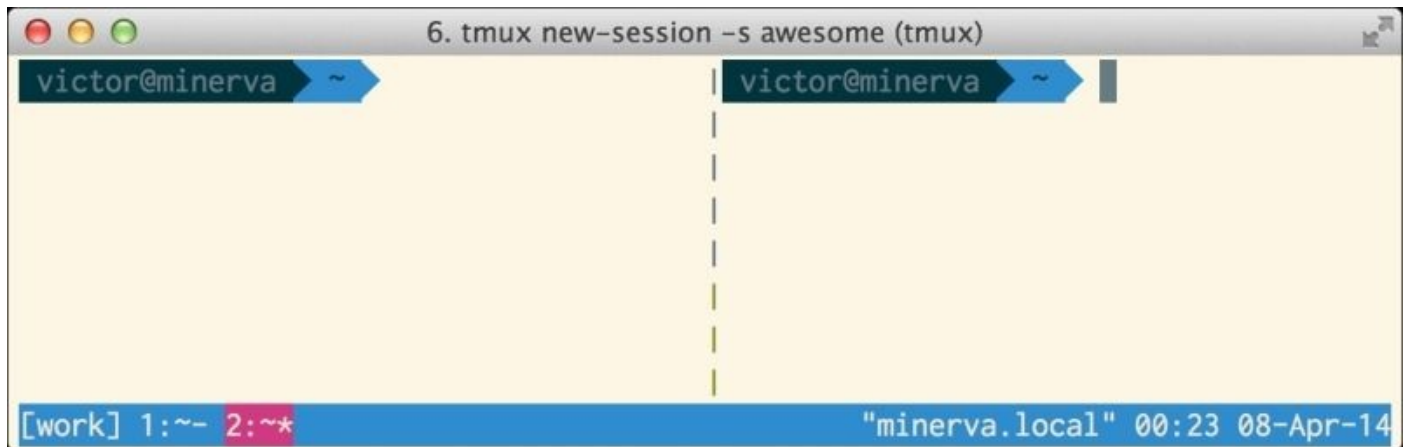 6. tmux new-session -s awesome (tmux)
victor@minerva ~ victor@minerva ~
[work] 1:~- 2:~* "minerva.local" 00:23 08-Apr-14